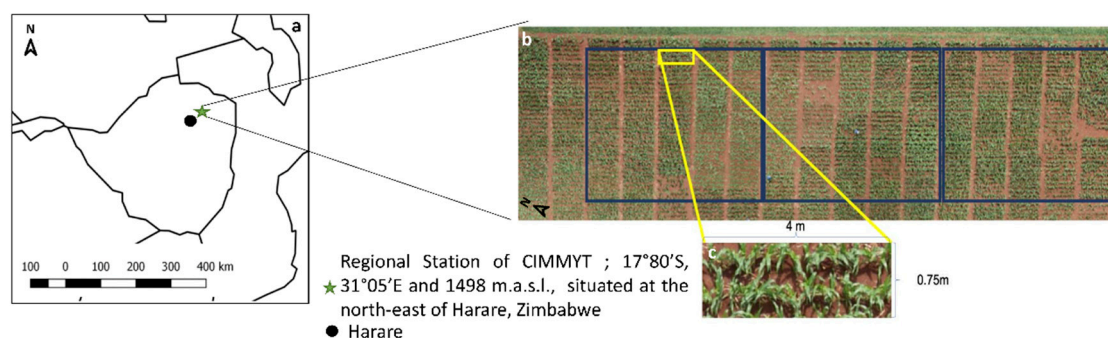 N
a
100 0 100 200 300 400 km
b
N
4 m
c
0.75m
Regional Station of CIMMYT ; 17°80’S,
31°05’E and 1498 m.a.s.l., situated at the
north-east of Harare, Zimbabwe
Harare